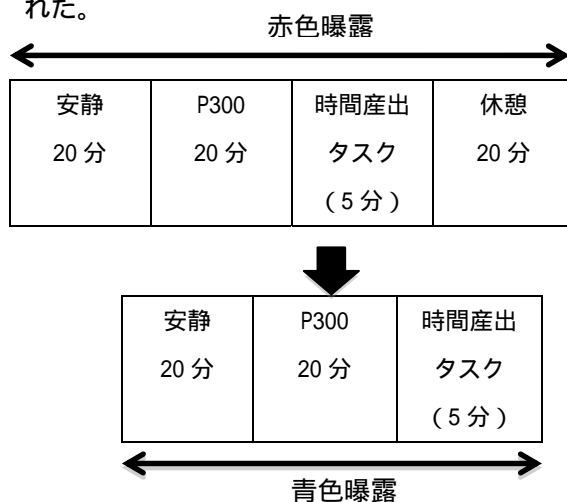 れた。
赤色曝露
安静 P300 時間産出 休憩
20 分 20 分 タスク 20 分
（5 分）
安静 P300 時間産出
20 分 20 分 タスク
（5 分）
青色曝露